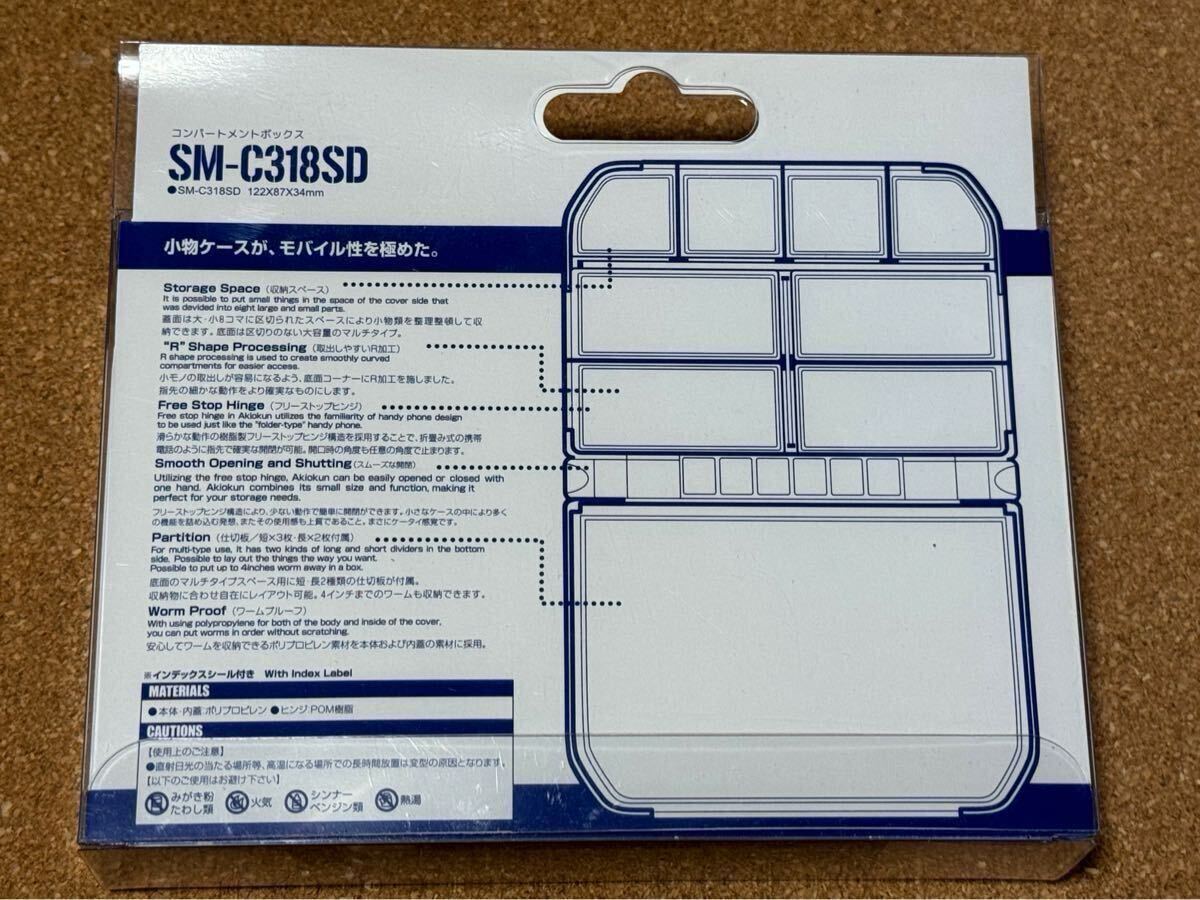 コンパートメントボックス
SM-C318SD
●SM-C318SD 122X87X34mm
小物ケースが、モバイル性を極めた。
Storage Space（収納スペース）
It is possible to put small things in the space of the cover side that
was devided into eight large and small parts.
蓋面は大・小8コマに区切られたスペースにより小物類を整理整頓して収
納できます。底面は区切りのない大容量のマルチタイプ。
"R" Shape Processing（取出しやすいR加工）
R shape processing is used to create smoothly curved
compartments for easier access.
小モノの取出しが容易になるよう、底面コーナーにR加工を施しました。
指先の細かな動作をより確実なものにします。
Free Stop Hinge（フリーストップヒンジ）
Free stop hinge in Akiokun utilizes the familiarity of handy phone design
to be used just like the "folder-type" handy phone.
滑らかな動作の樹脂製フリーストップヒンジ構造を採用することで、折畳み式の携帯
電話のように指先で確実な開閉が可能。開口時の角度も任意の角度で止まります。
Smooth Opening and Shutting（スムーズな開閉）
Utilizing the free stop hinge, Akiokun can be easily opened or closed with
one hand. Akiokun combines its small size and function, making it
perfect for your storage needs.
フリーストップヒンジ構造により、少ない動作で簡単に開閉ができます。小さなケースの中により多く
の機能を詰め込む発想、またその使用感も上質であること。まさにケータイ感覚です。
Partition（仕切板／短×3枚・長×2枚付属）
For multi-type use, it has two kinds of long and short dividers in the bottom
side. Possible to lay out the things the way you want.
Possible to put up to 4inches worm away in a box.
底面のマルチタイプスペース用に短・長2種類の仕切板が付属。
収納物に合わせ自在にレイアウト可能。4インチまでのワームも収納できます。
Worm Proof（ワームプルーフ）
With using polypropylene for both of the body and inside of the cover,
you can put worms in order without scratching.
安心してワームを収納できるポリプロピレン素材を本体および内蓋の素材に採用。
※インデックスシール付き With Index Label
MATERIALS
●本体・内蓋:ポリプロピレン ●ヒンジ:POM樹脂
CAUTIONS
【使用上のご注意】
●直射日光の当たる場所等、高温になる場所での長時間放置は変型の原因となります。
【以下のご使用はお避け下さい】
みがき粉 たわし類 火気 シンナー ベンジン類 熱湯